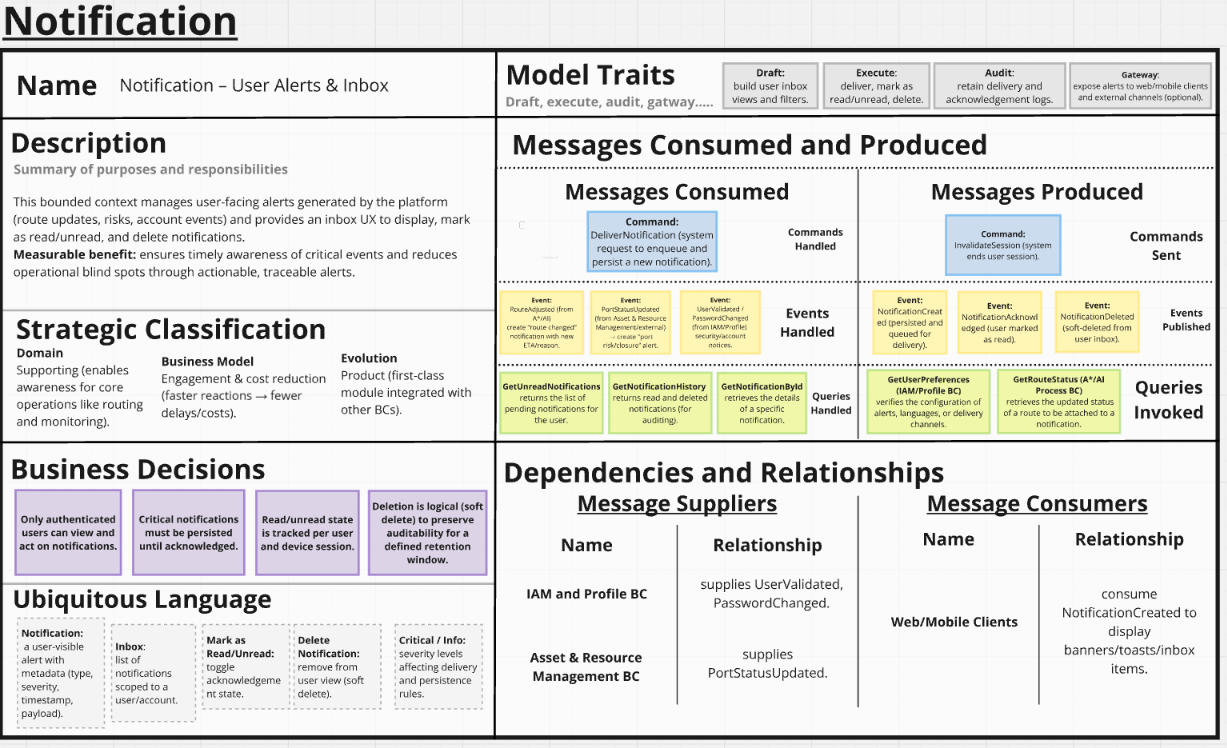 Notification
Name
Notification – User Alerts & Inbox
Model Traits
Draft, execute, audit, gatway.....
Draft:
build user inbox
views and filters.
Execute:
deliver, mark as
read/unread, delete.
Audit:
retain delivery and
acknowledgement logs.
Gateway:
expose alerts to web/mobile clients
and external channels (optional).
Description
Summary of purposes and responsibilities
This bounded context manages user-facing alerts generated by the platform
(route updates, risks, account events) and provides an inbox UX to display, mark
as read/unread, and delete notifications.
Measurable benefit: ensures timely awareness of critical events and reduces
operational blind spots through actionable, traceable alerts.
Strategic Classification
Domain
Supporting (enables
awareness for core
operations like routing
and monitoring).
Business Model
Engagement & cost reduction
(faster reactions → fewer
delays/costs).
Evolution
Product (first-class
module integrated with
other BCs).
Messages Consumed and Produced
Messages Consumed
Command:
DeliverNotification (system
request to enqueue and
persist a new notification).
Commands
Handled
Event:
RouteAdjusted (from
A*/AI)
create "route changed"
notification with new
ETA/reason.
Event:
PortStatusUpdated
(from Asset & Resource
Management/external)
→ create "port
risk/closure" alert.
Event:
UserValidated /
PasswordChanged
(from IAM/Profile)
security/account
notices.
Events
Handled
GetUnreadNotifications
returns the list of
pending notifications for
the user.
GetNotificationHistory
returns read and deleted
notifications (for
auditing).
GetNotificationById
retrieves the details
of a specific
notification.
Queries
Handled
Messages Produced
Command:
InvalidateSession (system
ends user session).
Commands
Sent
Event:
NotificationCreat
ed (persisted and
queued for
delivery).
Event:
NotificationAcknowl
edged (user marked
as read).
Event:
NotificationDeleted
(soft-deleted from
user inbox).
Events
Published
GetUserPreferences
(IAM/Profile BC)
verifies the configuration of
alerts, languages, or delivery
channels.
GetRouteStatus (A*/AI
Process BC)
retrieves the updated status
of a route to be attached to a
notification.
Queries
Invoked
Business Decisions
Only authenticated
users can view and
act on notifications.
Critical notifications
must be persisted
until acknowledged.
Read/unread state
is tracked per user
and device session.
Deletion is logical (soft
delete) to preserve
auditability for a
defined retention
window.
Ubiquitous Language
Notification:
a user-visible
alert with
metadata (type,
severity,
timestamp,
payload).
Inbox:
list of
notifications
scoped to a
user/account.
Mark as
Read/Unread:
toggle
acknowledgeme
nt state.
Delete
Notification:
remove from
user view (soft
delete).
Critical / Info:
severity levels
affecting delivery
and persistence
rules.
Dependencies and Relationships
Message Suppliers
Name
Relationship
IAM and Profile BC
supplies UserValidated,
PasswordChanged.
Asset & Resource
Management BC
supplies
PortStatusUpdated.
Message Consumers
Name
Relationship
Web/Mobile Clients
consume
NotificationCreated to
display
banners/toasts/inbox
items.